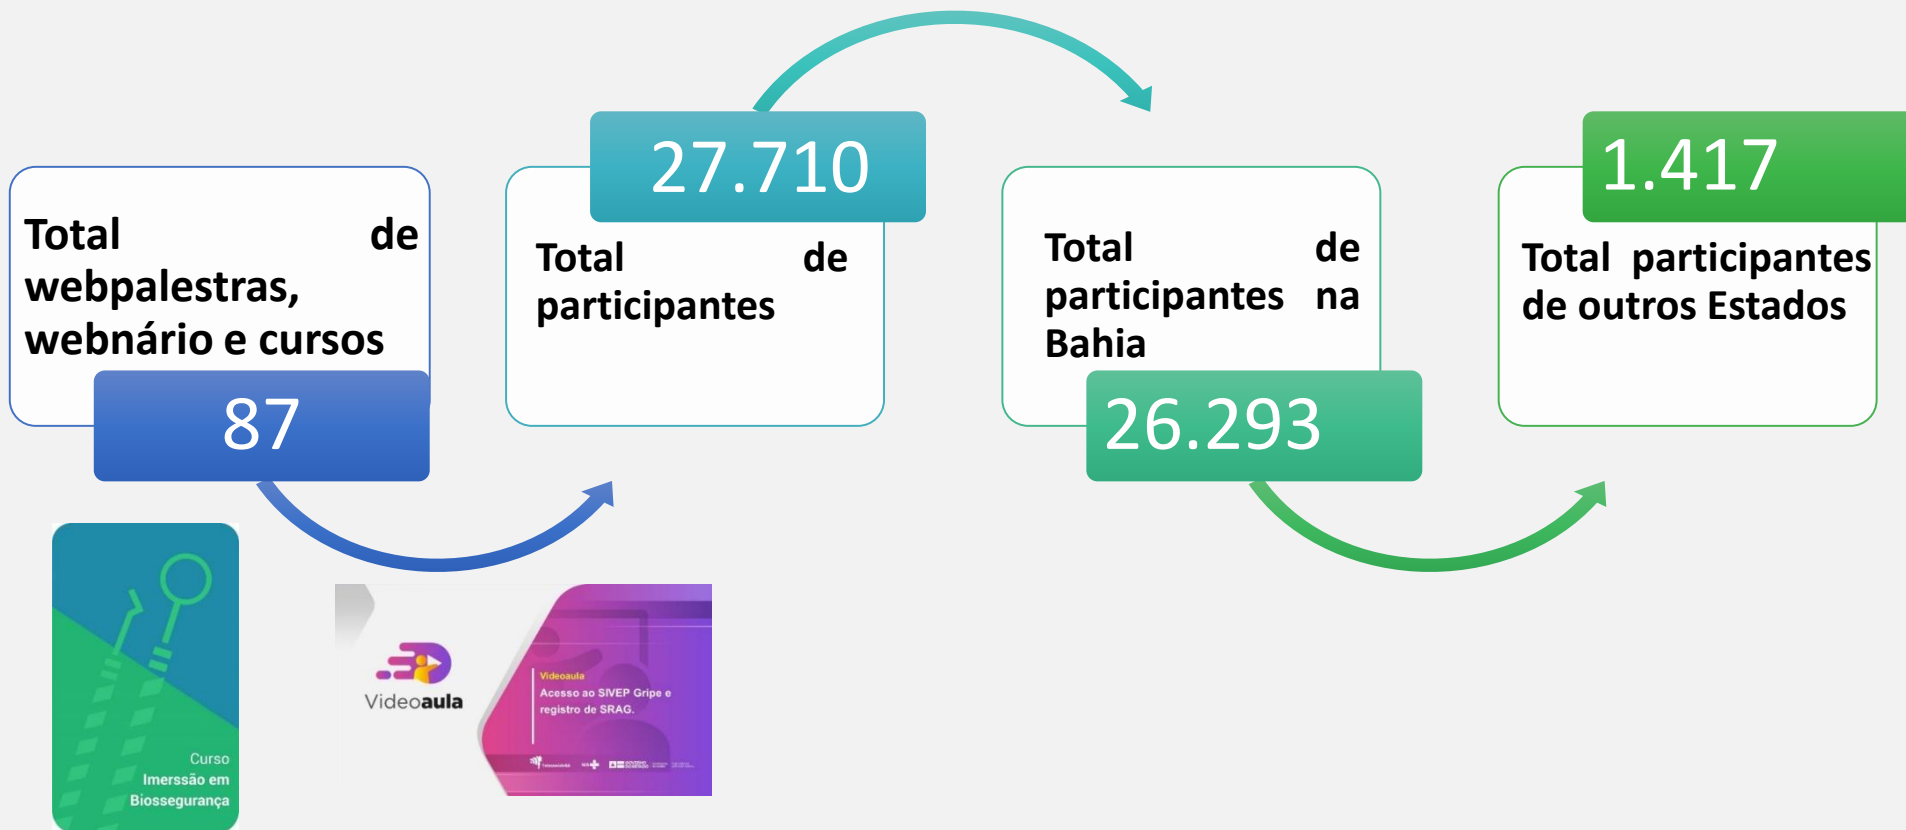 Total de
webpalestras,
webnário e cursos
87
27.710
Total de
participantes
Total de
participantes na
Bahia
26.293
1.417
Total participantes
de outros Estados
Curso
Imerssão em
Biossegurança
Videoaula
Videoaula
Acesso ao SIVEP Gripe e
registro de SRAG.